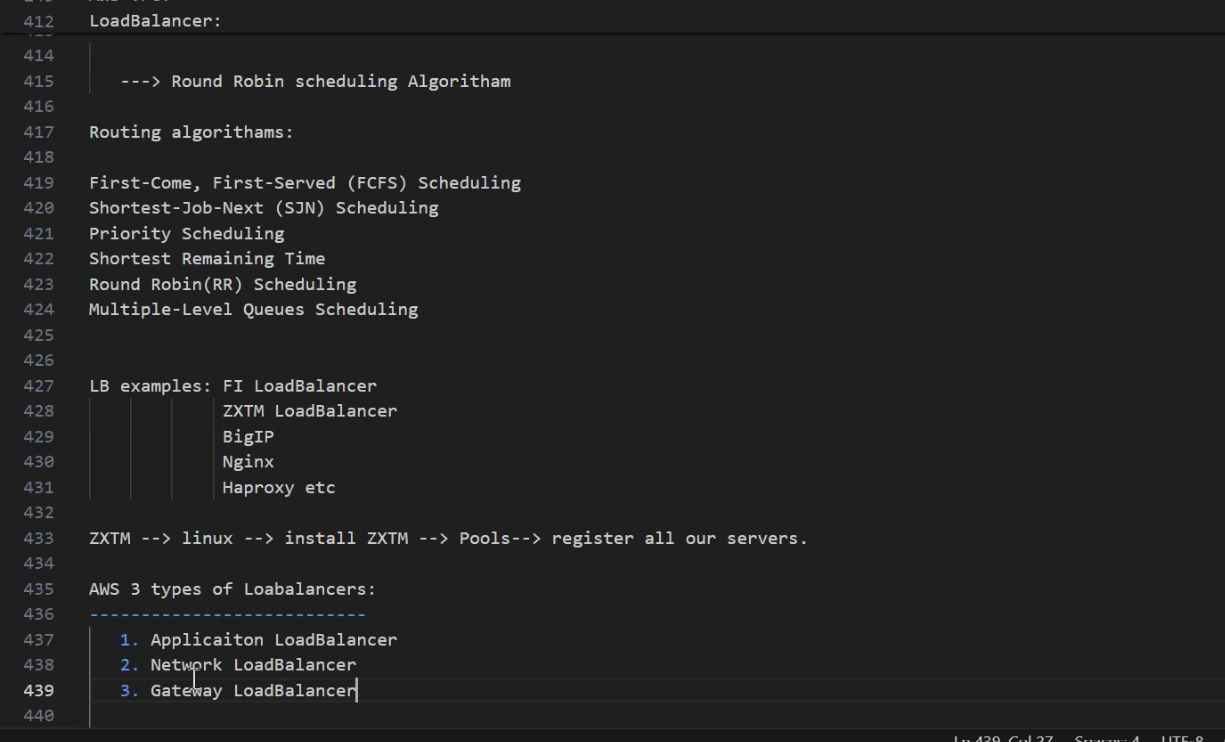 412 LoadBalancer:
414
415 ---> Round Robin scheduling Algoritham
416
417 Routing algorithams:
418
419 First-Come, First-Served (FCFS) Scheduling
420 Shortest-Job-Next (SJN) Scheduling
421 Priority Scheduling
422 Shortest Remaining Time
423 Round Robin(RR) Scheduling
424 Multiple-Level Queues Scheduling
425
426
427 LB examples: FI LoadBalancer
428 ZXTM LoadBalancer
429 BigIP
430 Nginx
431 Haproxy etc
432
433 ZXTM --> linux --> install ZXTM --> Pools--> register all our servers.
434
435 AWS 3 types of Loabalancers:
436 ---------------------------
437 1. Applicaiton LoadBalancer
438 2. Network LoadBalancer
439 3. Gateway LoadBalancer
440
Ln 439, Col 27 Spaces: 4 UTF-8